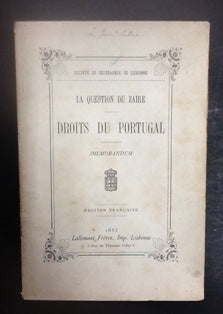 SOCIÉTÉ DE GÉOGRAPHIE DE LISBONNE
LA QUESTION DU ZAIRE
DROITS DU PORTUGAL
MEMORANDUM
ÉDITION FRANÇAISE
1883
Lallemant Frères, Imp. Lisbonne